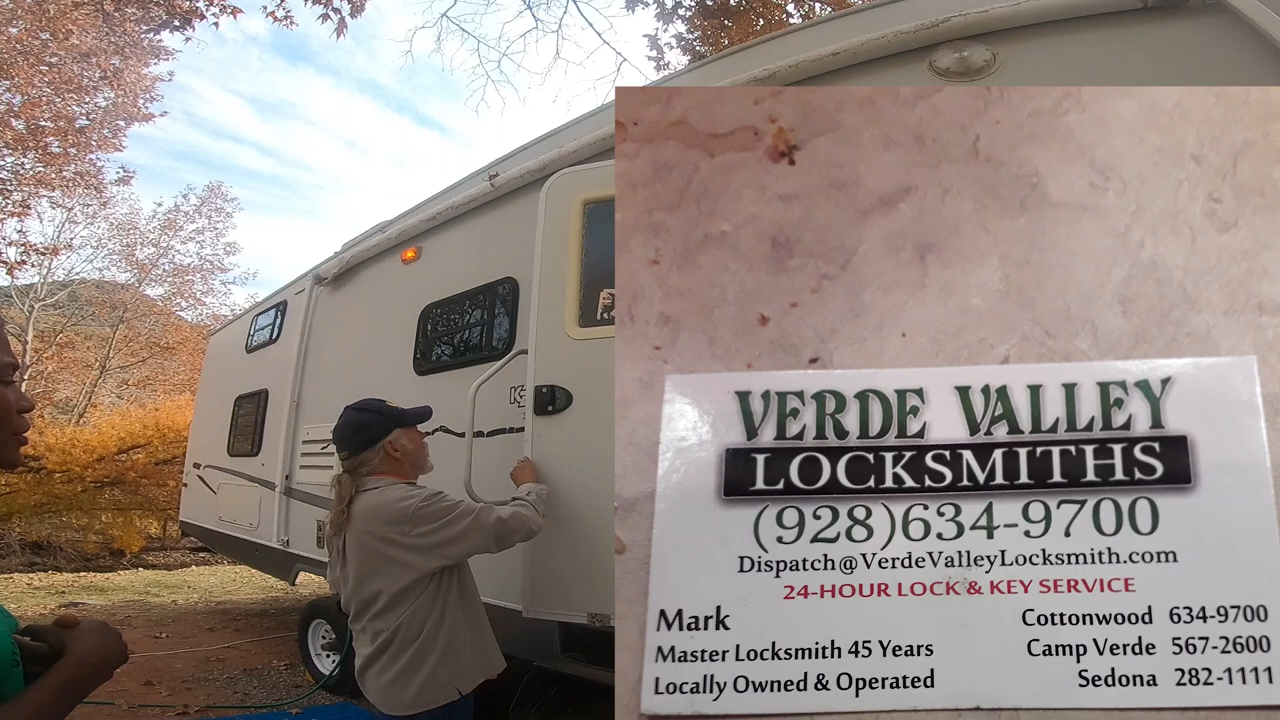 VERDE VALLEY
LOCKSMITHS
(928)634-9700
Dispatch@VerdeValleyLocksmith.com
24-HOUR LOCK & KEY SERVICE
Mark
Master Locksmith 45 Years
Locally Owned & Operated
Cottonwood 634-9700
Camp Verde 567-2600
Sedona 282-1111